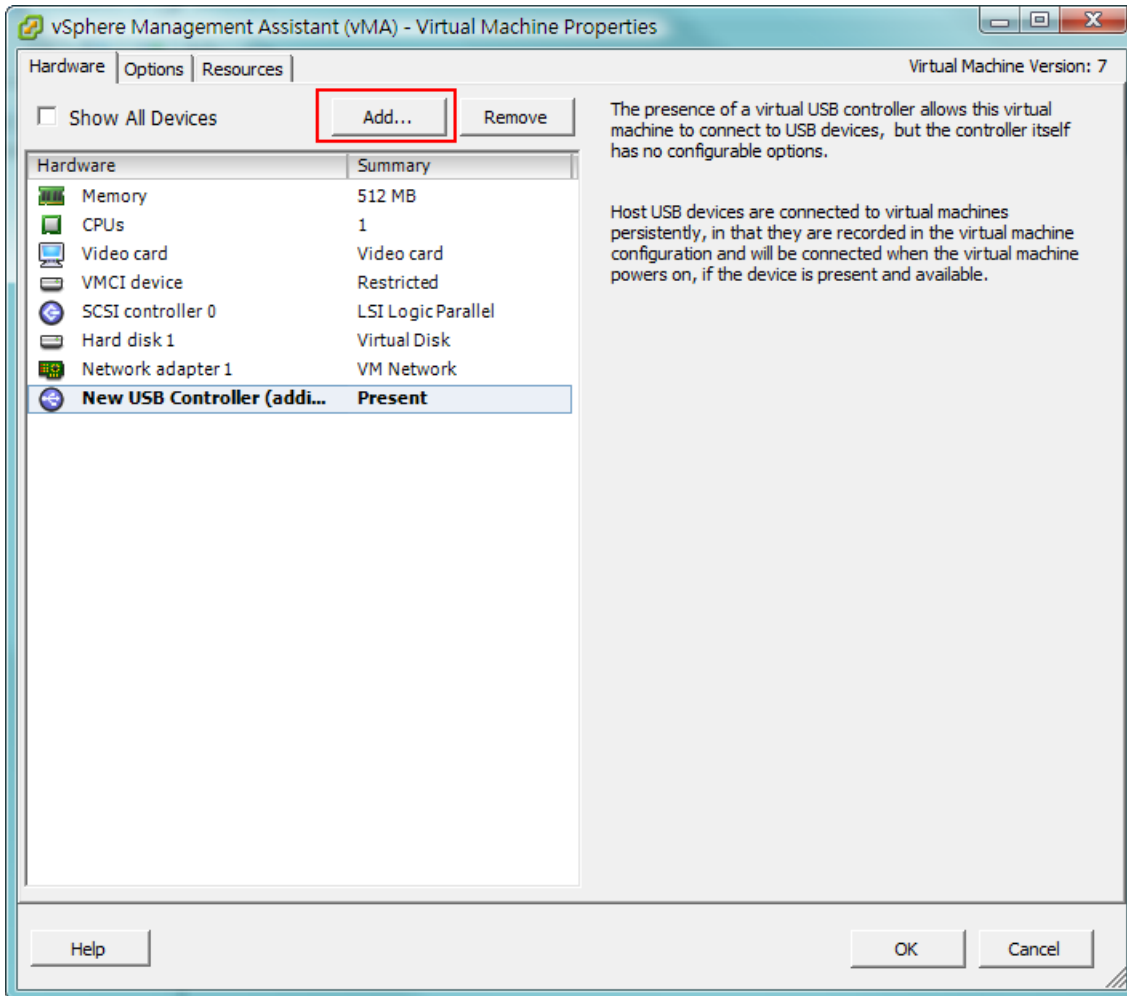 vSphere Management Assistant (vMA) - Virtual Machine Properties
Hardware Options Resources Virtual Machine Version: 7
Show All Devices Add... Remove
Hardware Summary
Memory 512 MB
CPUs 1
Video card Video card
VMCI device Restricted
SCSI controller 0 LSI Logic Parallel
Hard disk 1 Virtual Disk
Network adapter 1 VM Network
New USB Controller (addi... Present
The presence of a virtual USB controller allows this virtual
machine to connect to USB devices, but the controller itself
has no configurable options.
Host USB devices are connected to virtual machines
persistently, in that they are recorded in the virtual machine
configuration and will be connected when the virtual machine
powers on, if the device is present and available.
Help OK Cancel